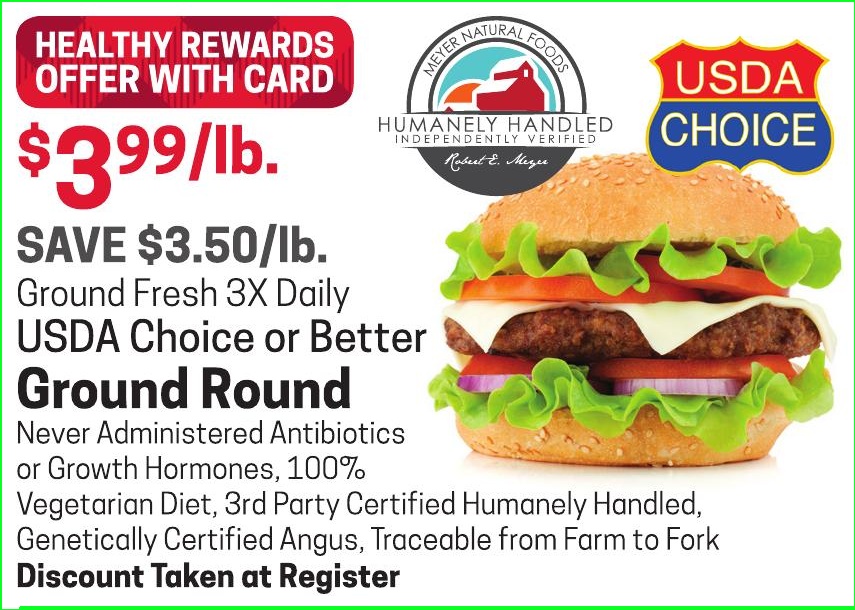 HEALTHY REWARDS
OFFER WITH CARD
$3.99/lb.
SAVE $3.50/lb.
Ground Fresh 3X Daily
USDA Choice or Better
Ground Round
Never Administered Antibiotics
or Growth Hormones, 100%
Vegetarian Diet, 3rd Party Certified Humanely Handled,
Genetically Certified Angus, Traceable from Farm to Fork
Discount Taken at Register
MEYER NATURAL FOODS
HUMANELY HANDLED
INDEPENDENTLY VERIFIED
Robert E. Meyer
USDA
CHOICE